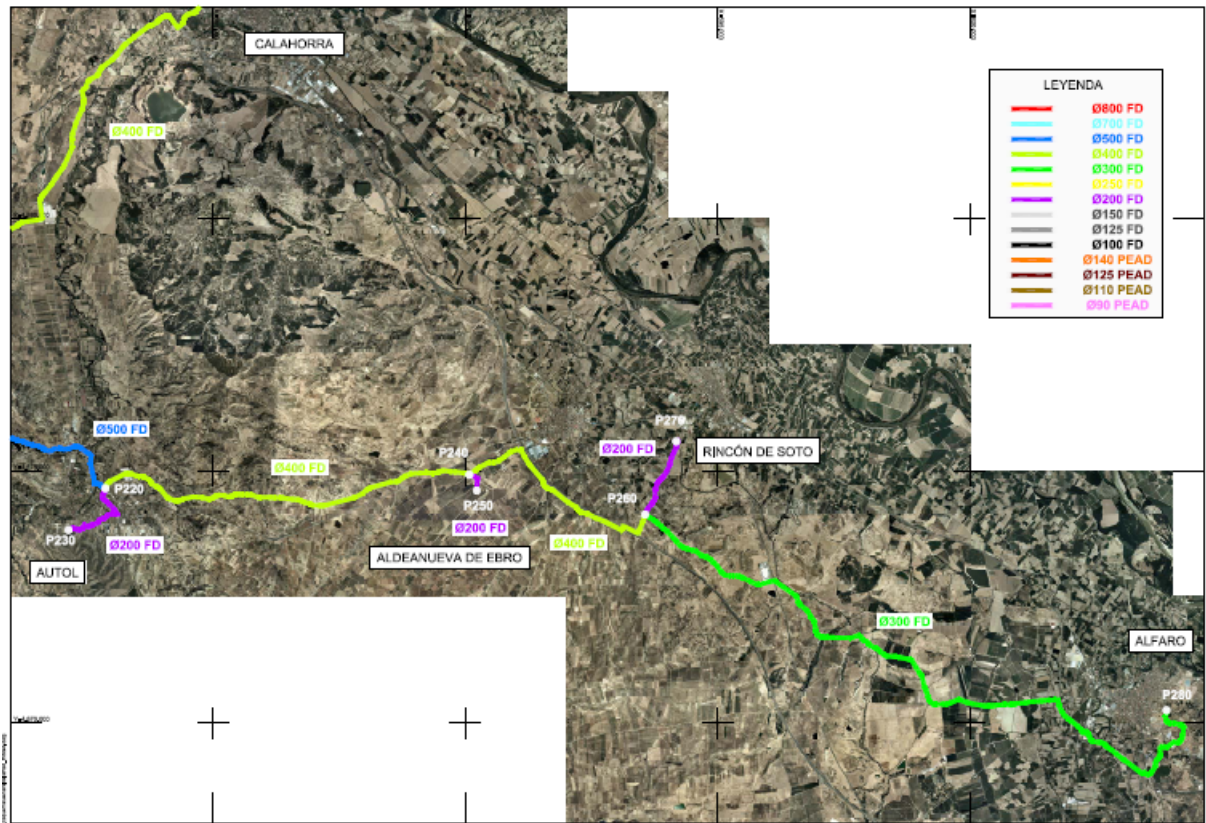 CALAHORRA
LEYENDA
Ø800 FD
Ø700 FD
Ø500 FD
Ø400 FD
Ø300 FD
Ø250 FD
Ø200 FD
Ø150 FD
Ø125 FD
Ø100 FD
Ø140 PEAD
Ø125 PEAD
Ø110 PEAD
Ø90 PEAD
Ø400 FD
P270
Ø500 FD
Ø200 FD
RINCÓN DE SOTO
P240
Ø400 FD
P220
P250
P260
Ø200 FD
P230
Ø200 FD
Ø400 FD
ALDEANUEVA DE EBRO
AUTOL
Ø300 FD
ALFARO
P280